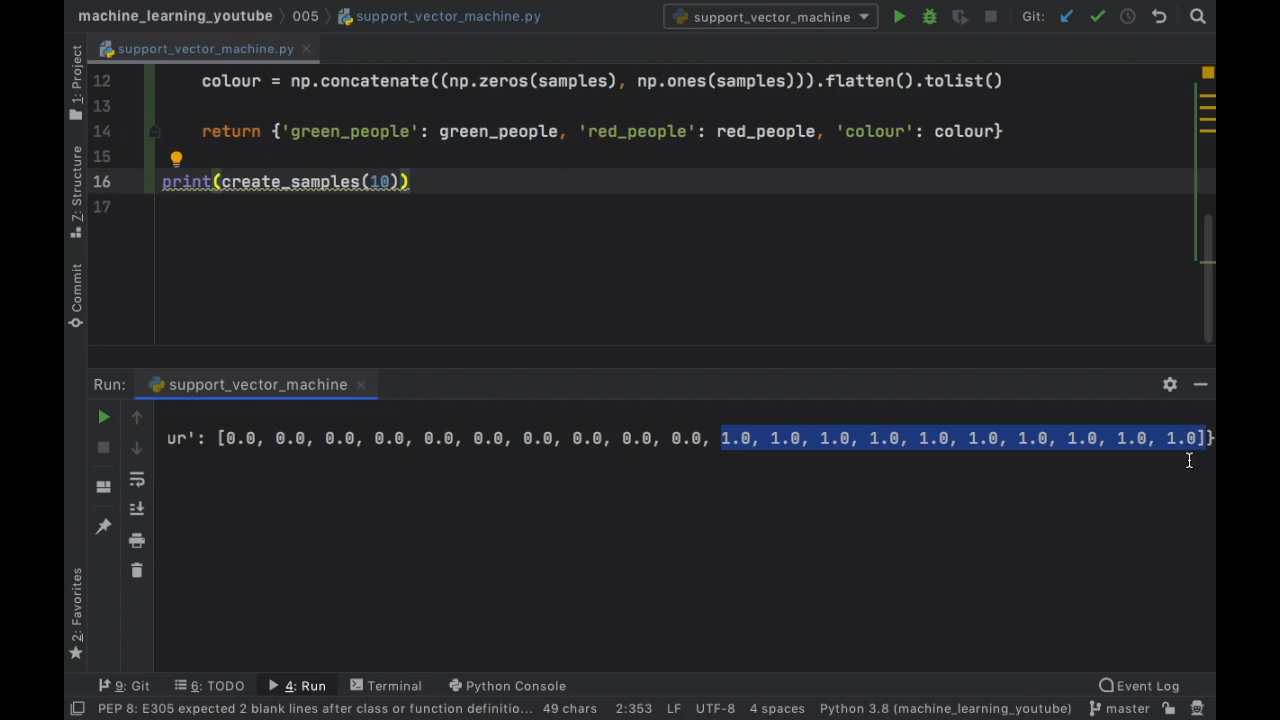 machine_learning_youtube 005 support_vector_machine.py support_vector_machine Git:
support_vector_machine.py
1: Project
7: Structure
Commit
2: Favorites
12 colour = np.concatenate((np.zeros(samples), np.ones(samples))).flatten().tolist()
13
14 return {'green_people': green_people, 'red_people': red_people, 'colour': colour}
15
16 print(create_samples(10))
17
Run: support_vector_machine
ur': [0.0, 0.0, 0.0, 0.0, 0.0, 0.0, 0.0, 0.0, 0.0, 0.0, 1.0, 1.0, 1.0, 1.0, 1.0, 1.0, 1.0, 1.0, 1.0, 1.0]}
9: Git 6: TODO 4: Run Terminal Python Console Event Log
PEP 8: E305 expected 2 blank lines after class or function definitio... 49 chars 2:353 LF UTF-8 4 spaces Python 3.8 (machine_learning_youtube) master